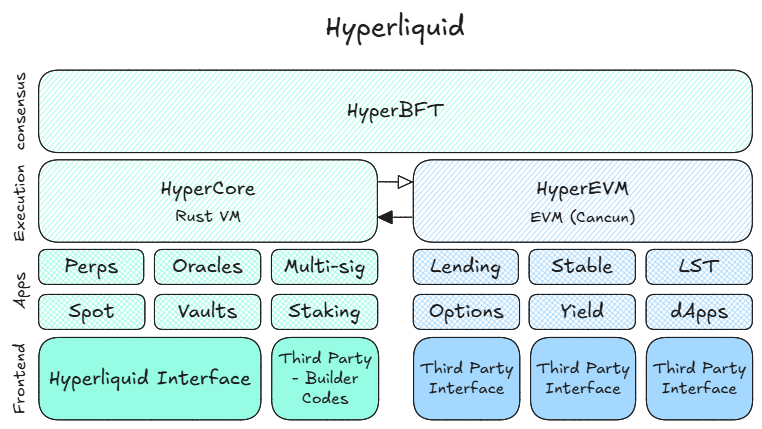 Hyperliquid
consensus
HyperBFT
Execution
HyperCore
Rust VM
HyperEVM
EVM (Cancun)
Apps
Perps
Oracles
Multi-sig
Lending
Stable
LST
Spot
Vaults
Staking
Options
Yield
dApps
Frontend
Hyperliquid Interface
Third Party
- Builder
Codes
Third Party
Interface
Third Party
Interface
Third Party
Interface